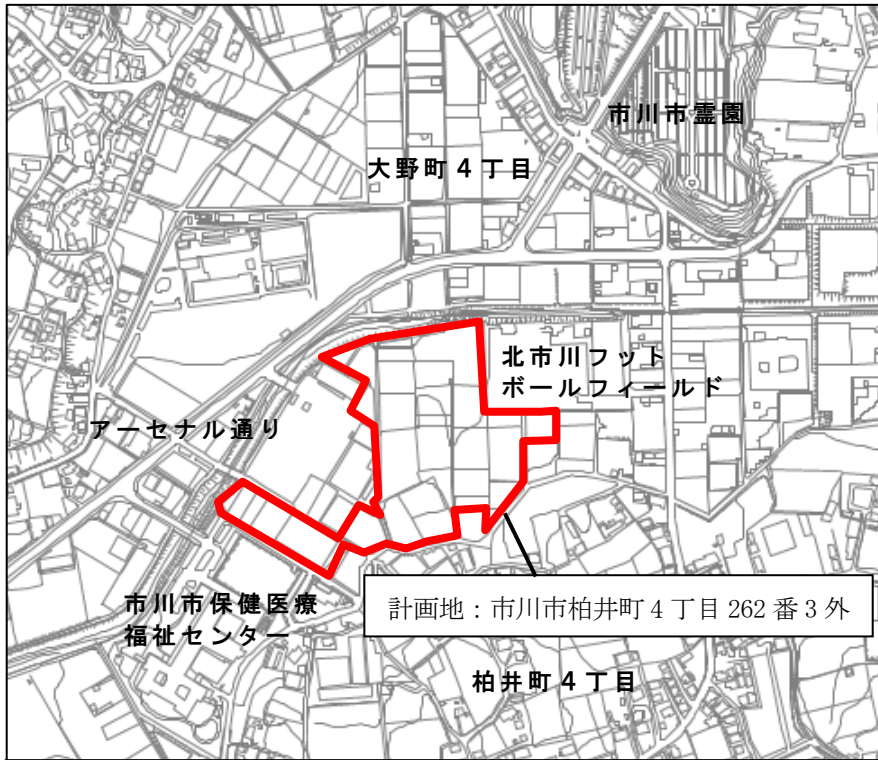 市川市霊園
大野町4丁目
北市川フット
ボールフィールド
アーセナル通り
計画地：市川市柏井町4丁目262番3外
市川市保健医療
福祉センター
柏井町4丁目